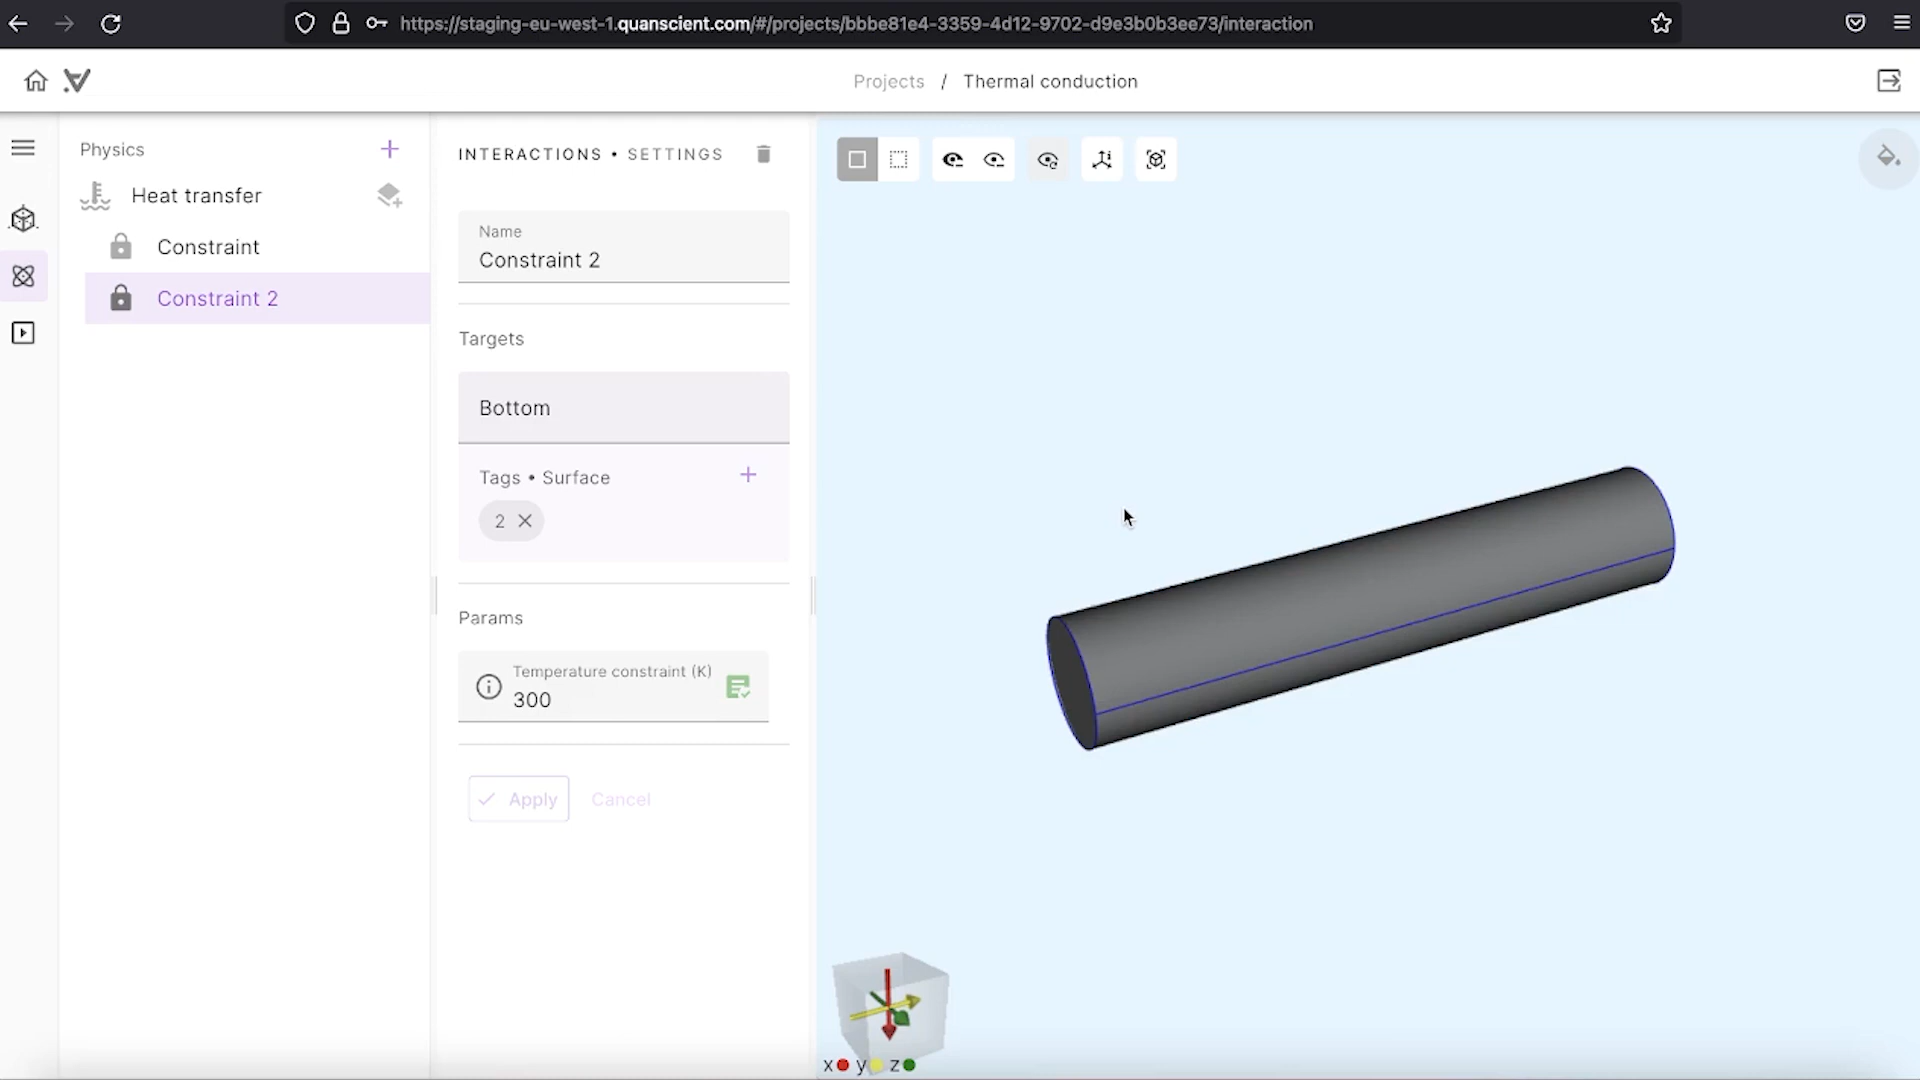 https://staging-eu-west-1.quanscient.com/#/projects/bbbe81e4-3359-4d12-9702-d9e3b0b3ee73/interaction
Projects / Thermal conduction
Physics
Heat transfer
Constraint
Constraint 2
INTERACTIONS • SETTINGS
Name
Constraint 2
Targets
Bottom
Tags • Surface
2
Params
Temperature constraint (K)
300
Apply Cancel
x y z